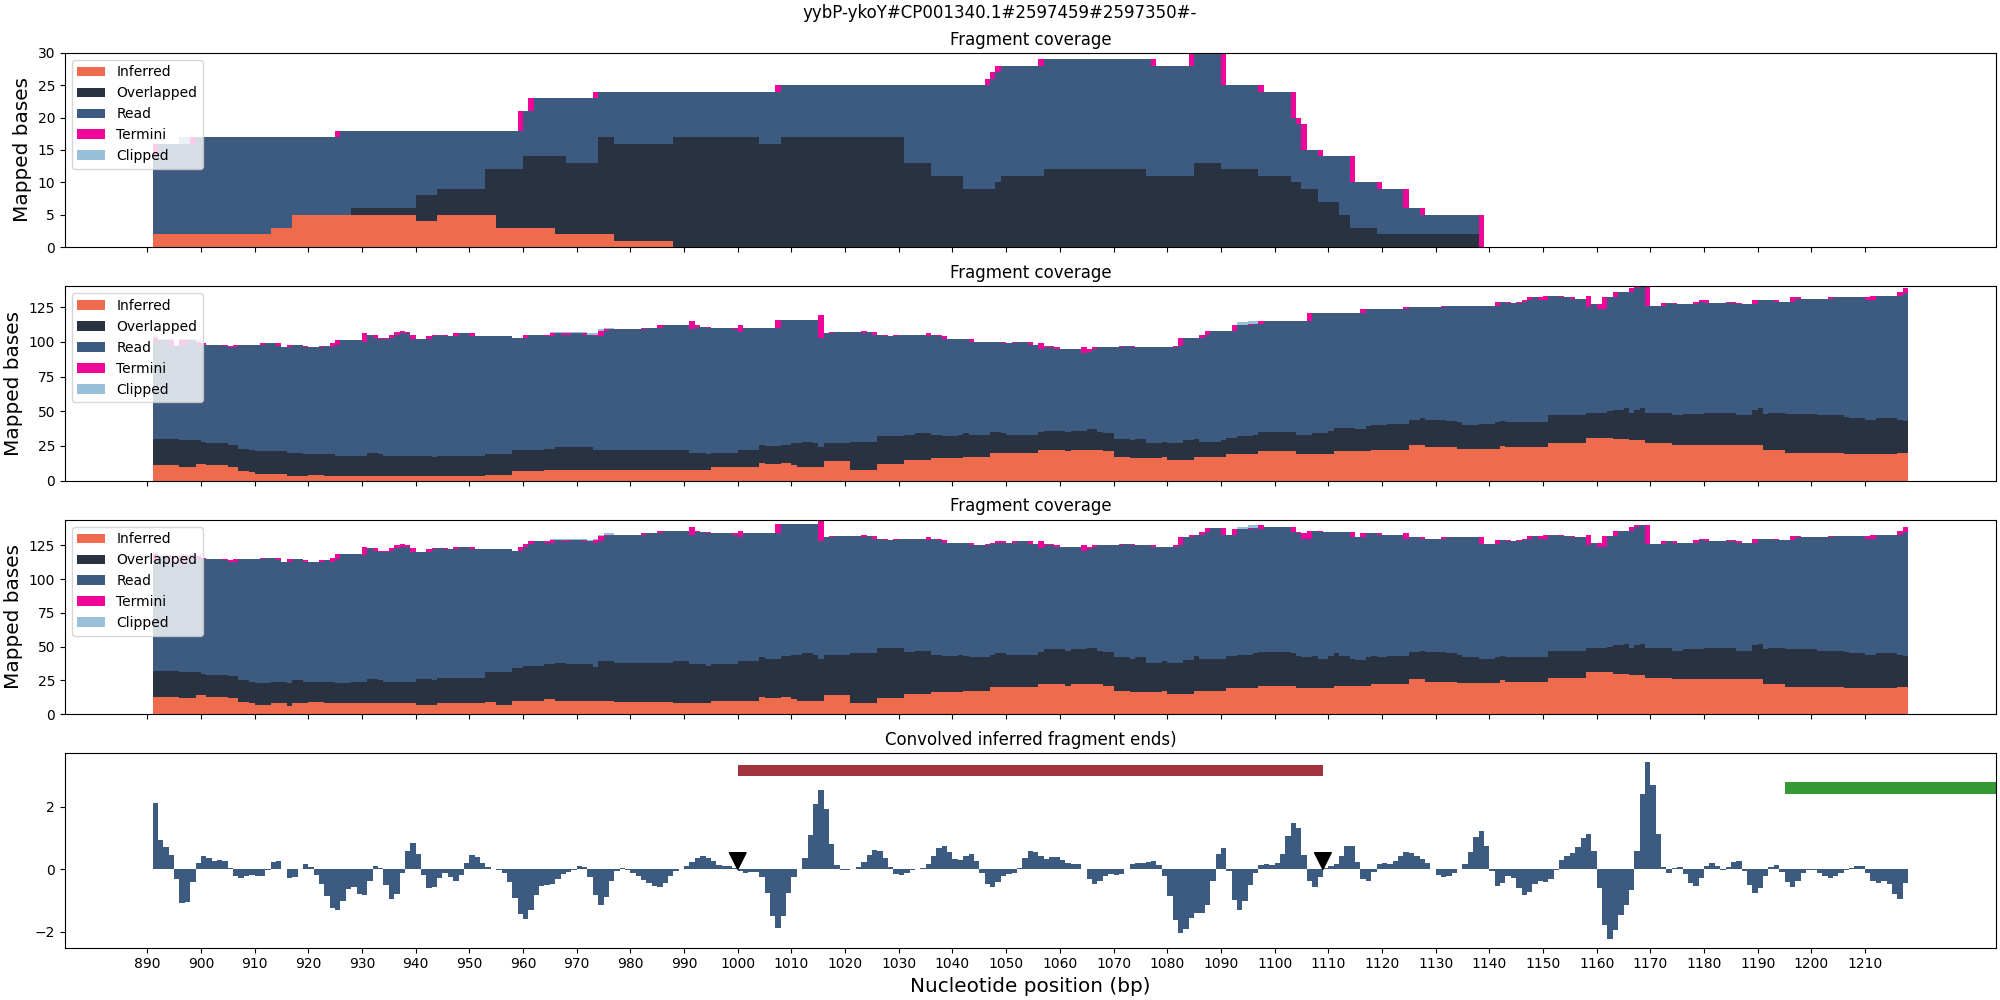 yybP-ykoY#CP001340.1#2597459#2597350#-
Fragment coverage
Mapped bases
30
25
20
15
10
5
0
Inferred
Overlapped
Read
Termini
Clipped
Fragment coverage
Mapped bases
125
100
75
50
25
0
Inferred
Overlapped
Read
Termini
Clipped
Fragment coverage
Mapped bases
125
100
75
50
25
0
Inferred
Overlapped
Read
Termini
Clipped
Convolved inferred fragment ends)
2
0
−2
890 900 910 920 930 940 950 960 970 980 990 1000 1010 1020 1030 1040 1050 1060 1070 1080 1090 1100 1110 1120 1130 1140 1150 1160 1170 1180 1190 1200 1210
Nucleotide position (bp)